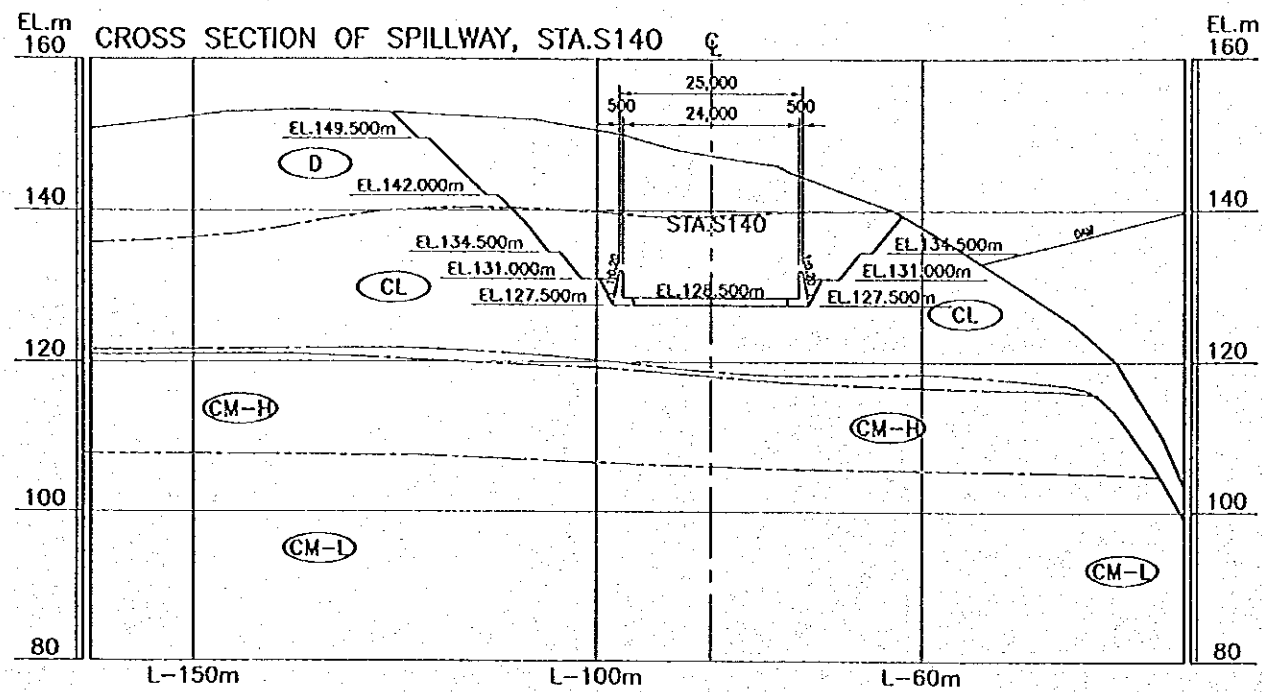 EL.m
EL.m
160 CROSS SECTION OF SPILLWAY, STA.S140 ℄ 160
25,000
500 500
24,000
EL.149.500m
D
EL.142.000m
140 140
STA.S140
EL.134.500m EL.134.500m
EL.131.000m EL.131.000m
CL
EL.127.500m EL.128.500m EL.127.500m
CL
120 120
CM-H
CM-H
100 100
CM-L
CM-L
80 80
L-150m L-100m L-60m